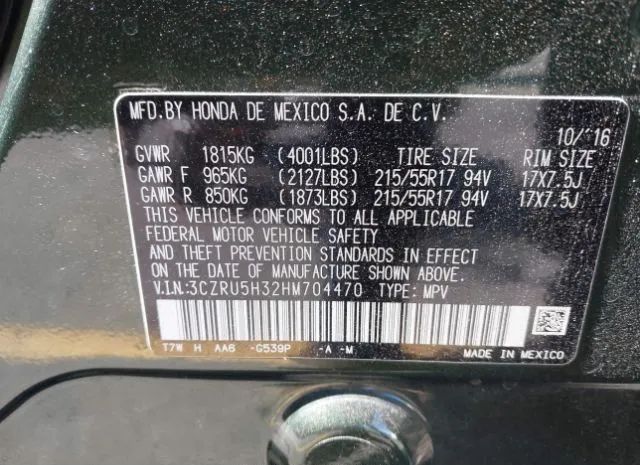 MFD.BY HONDA DE MEXICO S.A. DE C.V.
10/'16
GVWR 1815KG (4001LBS) TIRE SIZE RIM SIZE
GAWR F 965KG (2127LBS) 215/55R17 94V 17X7.5J
GAWR R 850KG (1873LBS) 215/55R17 94V 17X7.5J
THIS VEHICLE CONFORMS TO ALL APPLICABLE
FEDERAL MOTOR VEHICLE SAFETY
AND THEFT PREVENTION STANDARDS IN EFFECT
ON THE DATE OF MANUFACTURE SHOWN ABOVE.
V.I.N:3CZRU5H32HM704470 TYPE: MPV
T7W H AA6 -G539P -A -M MADE IN MEXICO